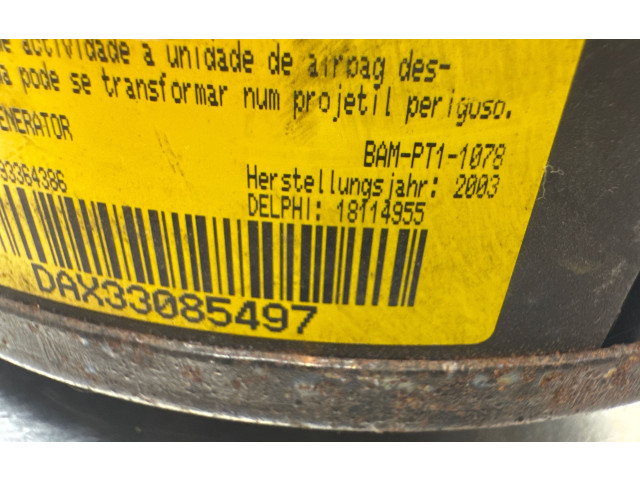 actividade a unidade de airbag des-
pode se transformar num projetil periguso.
ENERATOR
BAM-PT1-1078
93364386
Herstellungsjahr: 2003
DELPHI: 18114955
DAX33085497